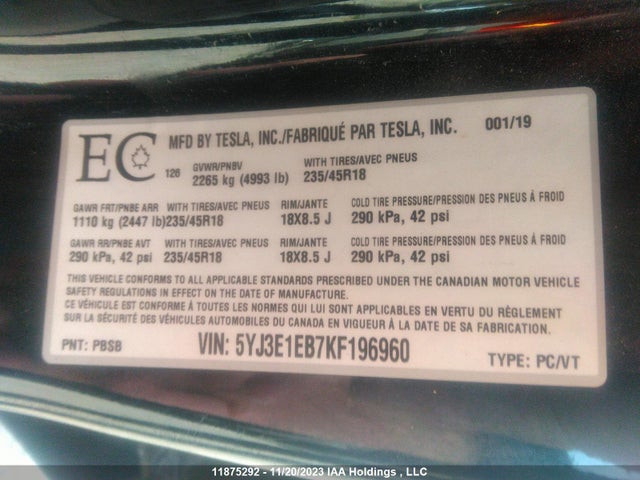 EC
MFD BY TESLA, INC./FABRIQUÉ PAR TESLA, INC. 001/19
126 GVWR/PNBV WITH TIRES/AVEC PNEUS
2265 kg (4993 lb) 235/45R18
GAWR FRT/PNBE ARR WITH TIRES/AVEC PNEUS RIM/JANTE COLD TIRE PRESSURE/PRESSION DES PNEUS À FROID
1110 kg (2447 lb) 235/45R18 18X8.5 J 290 kPa, 42 psi
GAWR RR/PNBE AVT WITH TIRES/AVEC PNEUS RIM/JANTE COLD TIRE PRESSURE/PRESSION DES PNEUS À FROID
290 kPa, 42 psi 235/45R18 18X8.5 J 290 kPa, 42 psi
THIS VEHICLE CONFORMS TO ALL APPLICABLE STANDARDS PRESCRIBED UNDER THE CANADIAN MOTOR VEHICLE
SAFETY REGULATIONS IN EFFECT ON THE DATE OF MANUFACTURE.
CE VÉHICULE EST CONFORME À TOUTES LES NORMES QUI LUI SONT APPLICABLES EN VERTU DU RÈGLEMENT
SUR LA SÉCURITÉ DES VÉHICULES AUTOMOBILES DU CANADA EN VIGUEUR À LA DATE DE SA FABRICATION.
PNT: PBSB VIN: 5YJ3E1EB7KF196960 TYPE: PC/VT
11875292 - 11/20/2023 IAA Holdings , LLC